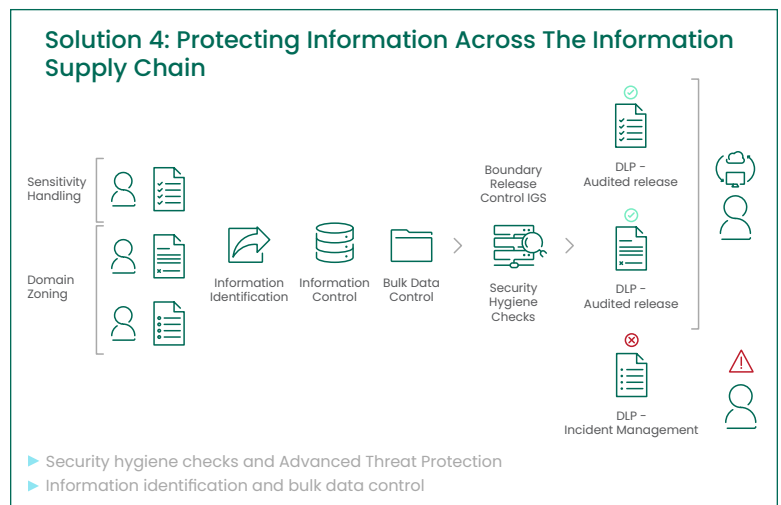 Solution 4: Protecting Information Across The Information
Supply Chain
Sensitivity
Handling
Domain
Zoning
Information
Identification
Information
Control
Bulk Data
Control
Boundary
Release
Control IGS
Security
Hygiene
Checks
DLP -
Audited release
DLP -
Audited release
DLP -
Incident Management
Security hygiene checks and Advanced Threat Protection
Information identification and bulk data control